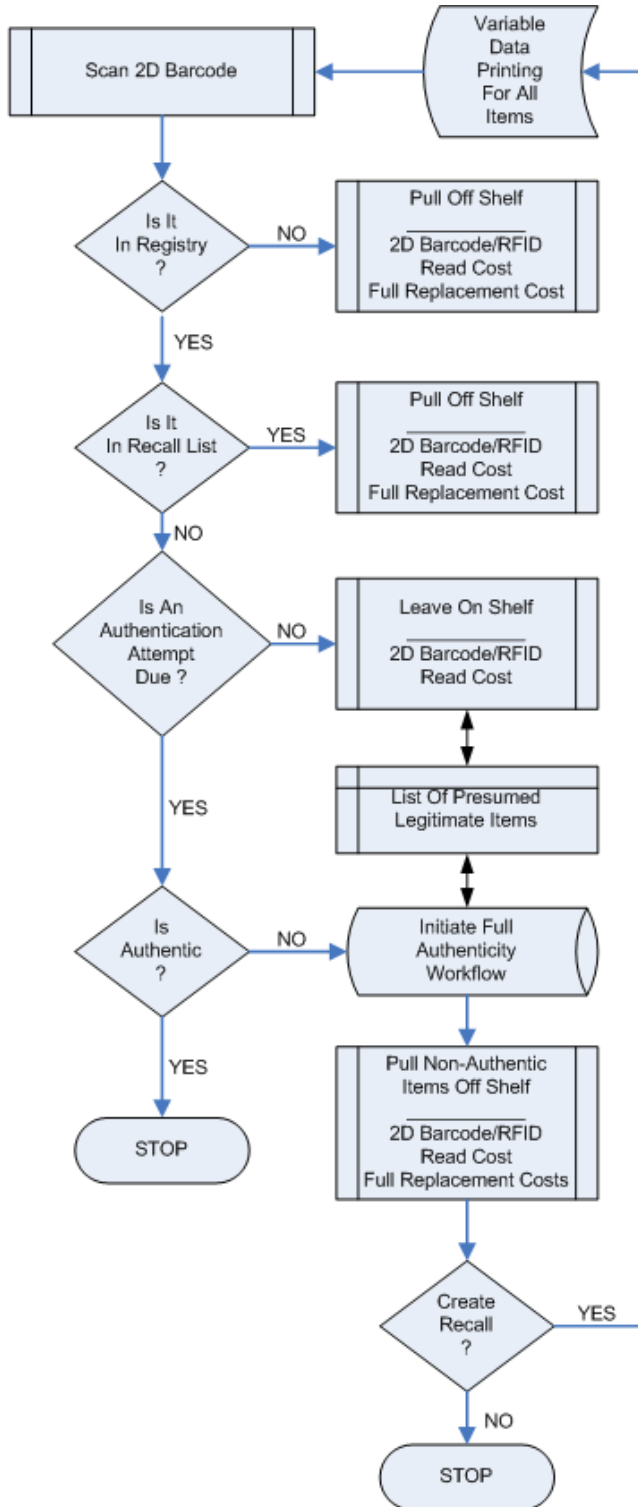 Scan 2D Barcode
Variable
Data
Printing
For All
Items
Is It
In Registry
?
NO
Pull Off Shelf
2D Barcode/RFID
Read Cost
Full Replacement Cost
YES
Is It
In Recall List
?
YES
Pull Off Shelf
2D Barcode/RFID
Read Cost
Full Replacement Cost
NO
Is An
Authentication
Attempt
Due ?
NO
Leave On Shelf
2D Barcode/RFID
Read Cost
YES
List Of Presumed
Legitimate Items
Is
Authentic
?
NO
Initiate Full
Authenticity
Workflow
YES
STOP
Pull Non-Authentic
Items Off Shelf
2D Barcode/RFID
Read Cost
Full Replacement Costs
Create
Recall
?
YES
NO
STOP